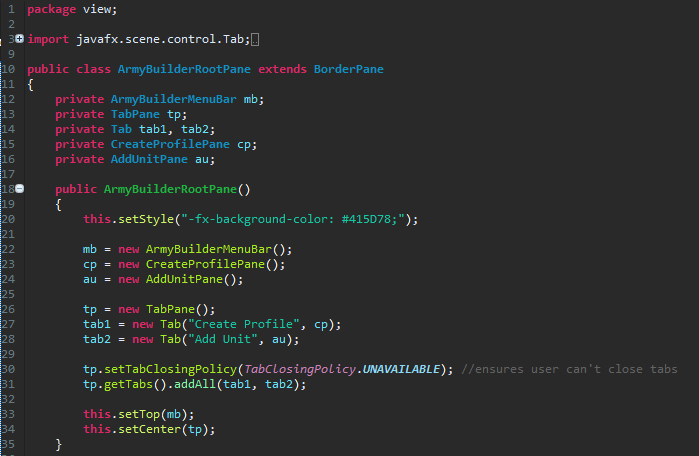 1 package view;
2
3 import javafx.scene.control.Tab;
9
10 public class ArmyBuilderRootPane extends BorderPane
11 {
12     private ArmyBuilderMenuBar mb;
13     private TabPane tp;
14     private Tab tab1, tab2;
15     private CreateProfilePane cp;
16     private AddUnitPane au;
17
18     public ArmyBuilderRootPane()
19     {
20         this.setStyle("-fx-background-color: #415D78;");
21
22         mb = new ArmyBuilderMenuBar();
23         cp = new CreateProfilePane();
24         au = new AddUnitPane();
25
26         tp = new TabPane();
27         tab1 = new Tab("Create Profile", cp);
28         tab2 = new Tab("Add Unit", au);
29
30         tp.setTabClosingPolicy(TabClosingPolicy.UNAVAILABLE); //ensures user can't close tabs
31         tp.getTabs().addAll(tab1, tab2);
32
33         this.setTop(mb);
34         this.setCenter(tp);
35     }